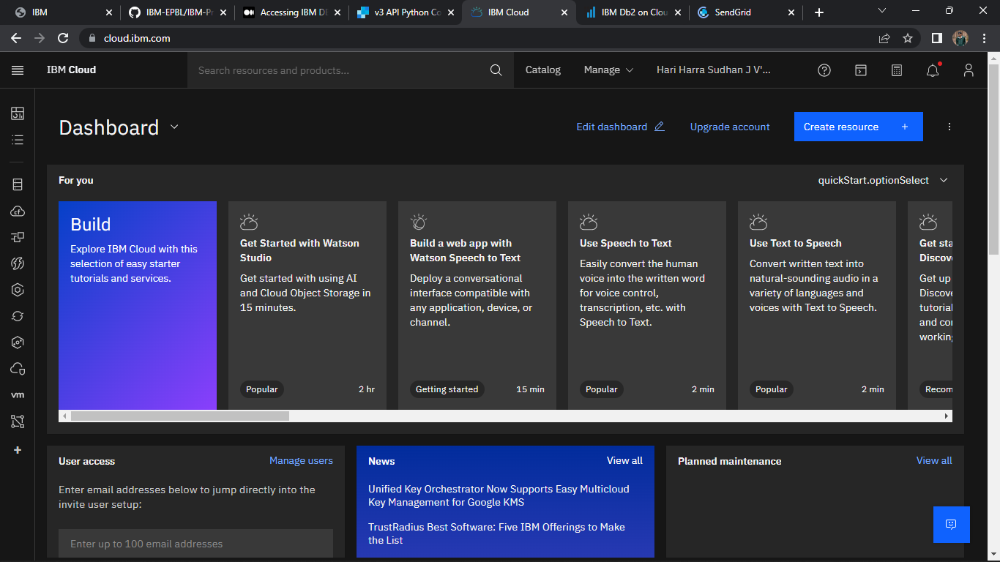 IBM
IBM-EPBL/IBM-Pr
Accessing IBM D
v3 API Python Co
IBM Cloud
IBM Db2 on Clou
SendGrid
cloud.ibm.com
IBM Cloud
Search resources and products...
Catalog
Manage
Hari Harra Sudhan J V'...
Dashboard
Edit dashboard
Upgrade account
Create resource
For you
quickStart.optionSelect
Build
Explore IBM Cloud with this
selection of easy starter
tutorials and services.
Get Started with Watson
Studio
Get started with using AI
and Cloud Object Storage in
15 minutes.
Popular
2 hr
Build a web app with
Watson Speech to Text
Deploy a conversational
interface compatible with
any application, device, or
channel.
Getting started
15 min
Use Speech to Text
Easily convert the human
voice into the written word
for voice control,
transcription, etc. with
Speech to Text.
Popular
2 min
Use Text to Speech
Convert written text into
natural-sounding audio in a
variety of languages and
voices with Text to Speech.
Popular
2 min
Get sta
Discove
Get up
Discove
tutorial
and co
working
Recom
vm
User access
Manage users
Enter email addresses below to jump directly into the
invite user setup:
Enter up to 100 email addresses
News
View all
Unified Key Orchestrator Now Supports Easy Multicloud
Key Management for Google KMS
TrustRadius Best Software: Five IBM Offerings to Make
the List
Planned maintenance
View all